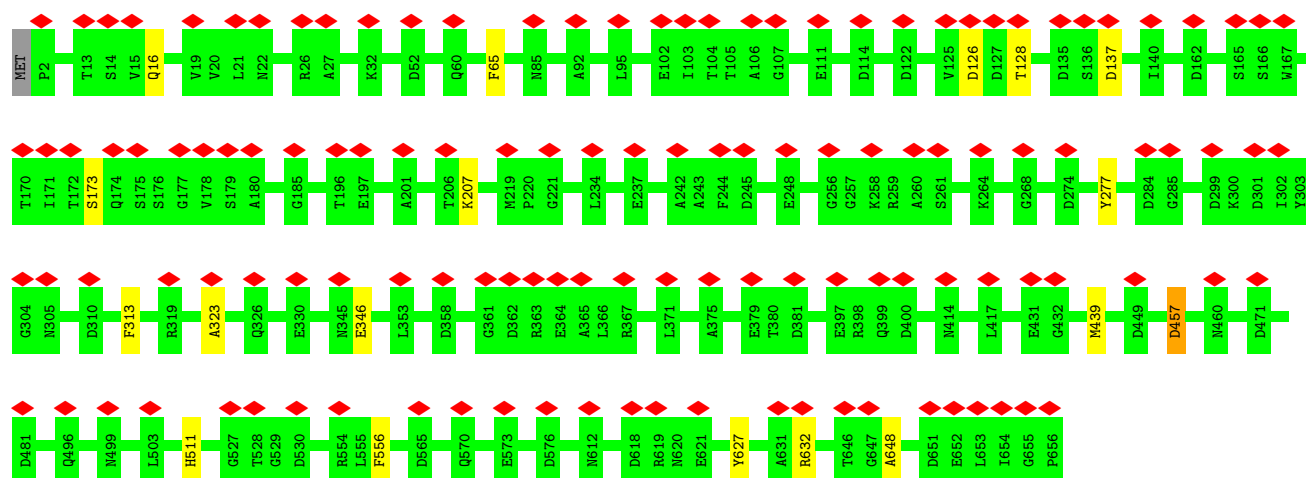 MET P2 T13 S14 V15 Q16 V19 V20 L21 N22 R26 A27 K32 D52 Q60 F65 N85 A92 L95 E102 I103 T104 T105 A106 G107 E111 D114 D122 V125 D126 D127 T128 D135 S136 D137 I140 D162 S165 S166 W167
T170 I171 T172 S173 Q174 S175 S176 G177 V178 S179 A180 G185 T196 E197 A201 T206 K207 M219 P220 G221 L234 E237 A242 A243 F244 D245 E248 G256 G257 K258 R259 A260 S261 K264 G268 D274 Y277 D284 G285 D299 K300 D301 I302 Y303
G304 N305 D310 F313 R319 A323 Q326 E330 N345 E346 L353 D358 G361 D362 R363 E364 A365 L366 R367 L371 A375 E379 T380 D381 E397 R398 Q399 D400 N414 L417 E431 G432 M439 D449 D457 N460 D471
D481 Q496 N499 L503 H511 G527 T528 G529 D530 R554 L555 F556 D565 Q570 E573 D576 N612 D618 R619 N620 E621 Y627 A631 R632 T646 G647 A648 D651 E652 L653 I654 G655 P656